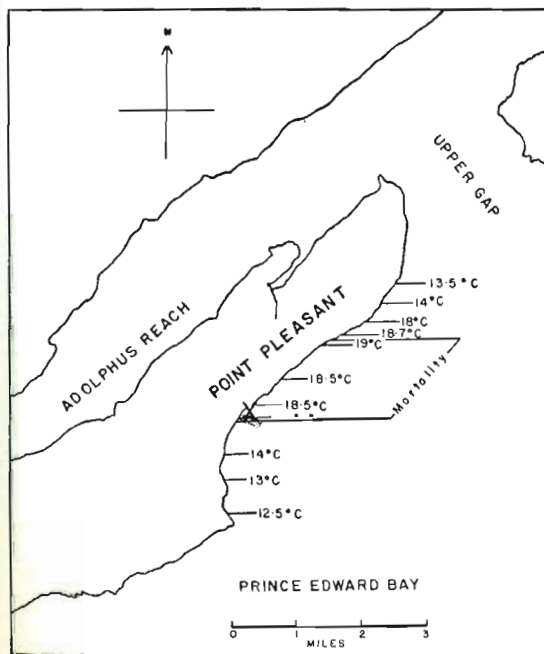 N
UPPER GAP
ADOLPHUS REACH
POINT PLEASANT
13·5°C
14°C
18°C
18·7°C
19°C
18·5°C
18·5°C
Mortality
14°C
13°C
12·5°C
PRINCE EDWARD BAY
0 1 2 3
MILES